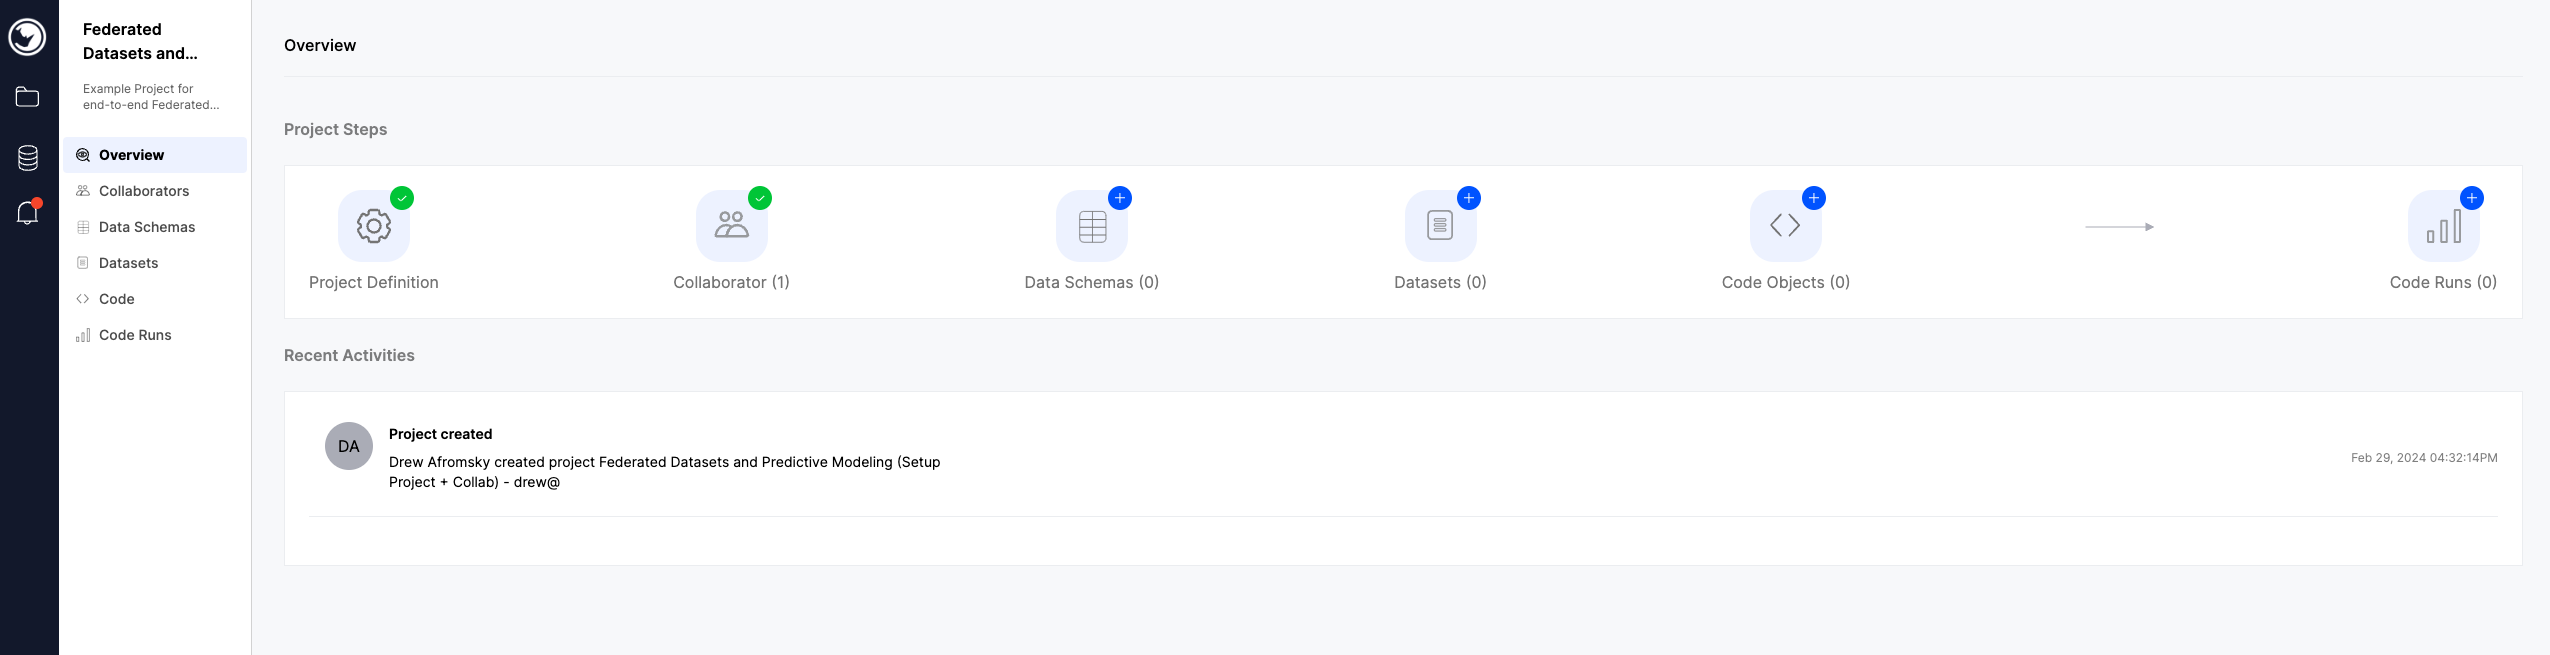 Federated
Datasets and...
Example Project for
end-to-end Federated...
Overview
Collaborators
Data Schemas
Datasets
Code
Code Runs
Overview
Project Steps
Project Definition
Collaborator (1)
Data Schemas (0)
Datasets (0)
Code Objects (0)
Code Runs (0)
Recent Activities
DA
Project created
Drew Afromsky created project Federated Datasets and Predictive Modeling (Setup
Project + Collab) - drew@
Feb 29, 2024 04:32:14PM